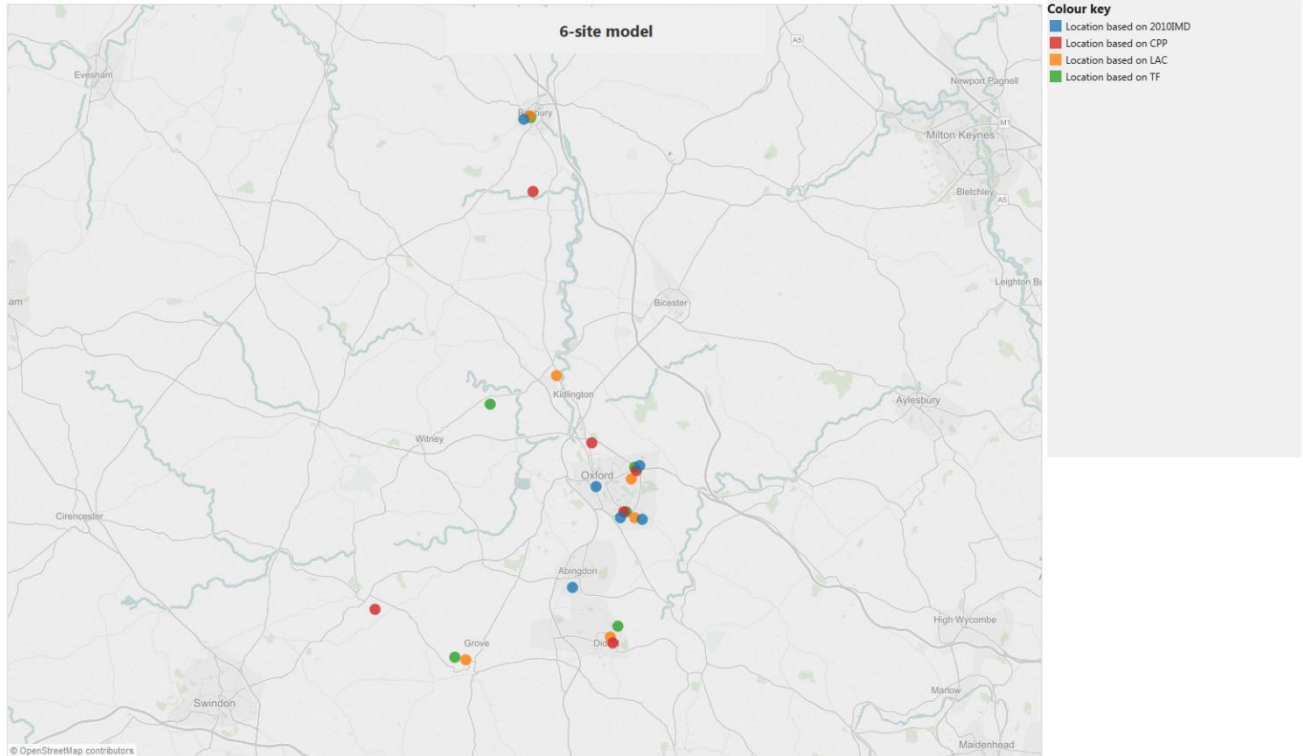 6-site model
Colour key
Location based on 2010IMD
Location based on CPP
Location based on LAC
Location based on TF
A5
Evesham
Newport Pagnell
M1
Milton Keynes
Bletchley
A5
am
Bicester
Kidlington
Aylesbury
Witney
Oxford
Cirencester
Abingdon
High Wycombe
Grove
Marlow
Swindon
Maidenhead
© OpenStreetMap contributors